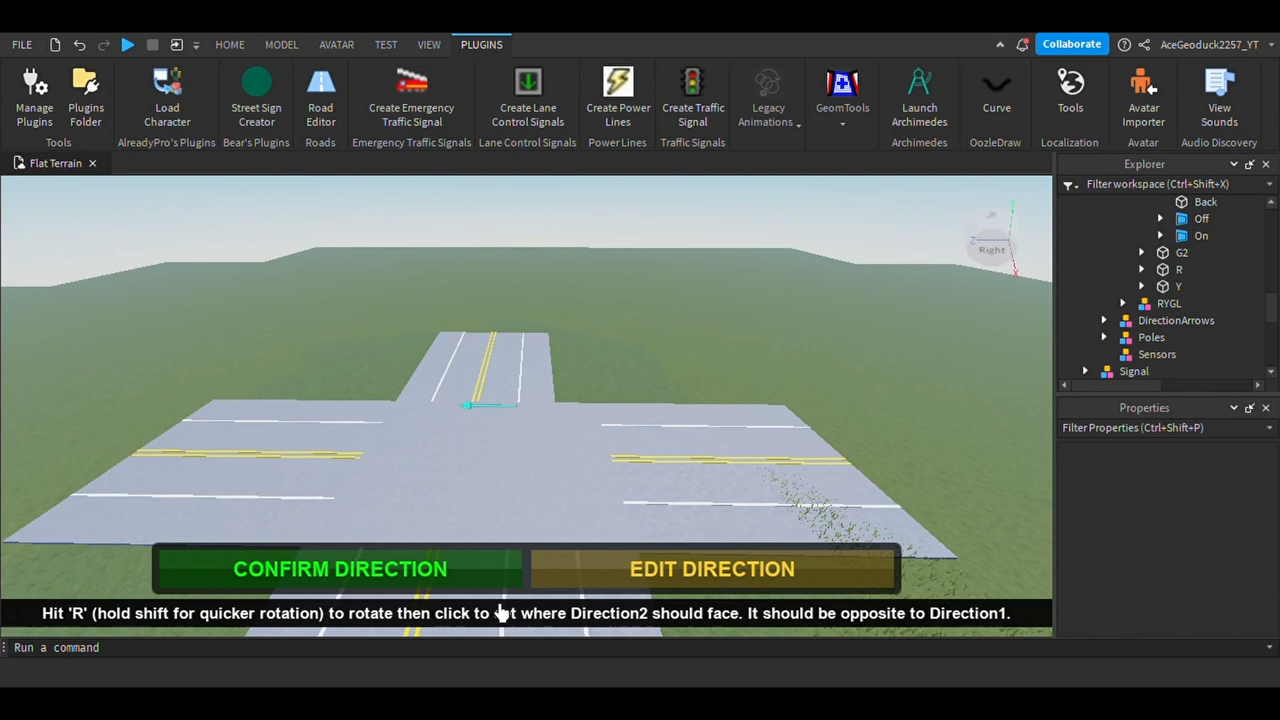 FILE
HOME
MODEL
AVATAR
TEST
VIEW
PLUGINS
Collaborate
AceGeoduck2257_YT
Manage
Plugins
Plugins
Folder
Tools
Load
Character
AlreadyPro's Plugins
Street Sign
Creator
Bear's Plugins
Road
Editor
Roads
Create Emergency
Traffic Signal
Emergency Traffic Signals
Create Lane
Control Signals
Lane Control Signals
Create Power
Lines
Power Lines
Create Traffic
Signal
Traffic Signals
Legacy
Animations
GeomTools
Launch
Archimedes
Archimedes
Curve
OozleDraw
Tools
Localization
Avatar
Importer
Avatar
View
Sounds
Audio Discovery
Flat Terrain
Explorer
Filter workspace (Ctrl+Shift+X)
Back
Off
On
G2
R
Y
RYGL
DirectionArrows
Poles
Sensors
Signal
Properties
Filter Properties (Ctrl+Shift+P)
Y
Z
Right
X
CONFIRM DIRECTION
EDIT DIRECTION
Hit 'R' (hold shift for quicker rotation) to rotate then click to where Direction2 should face. It should be opposite to Direction1.
Run a command